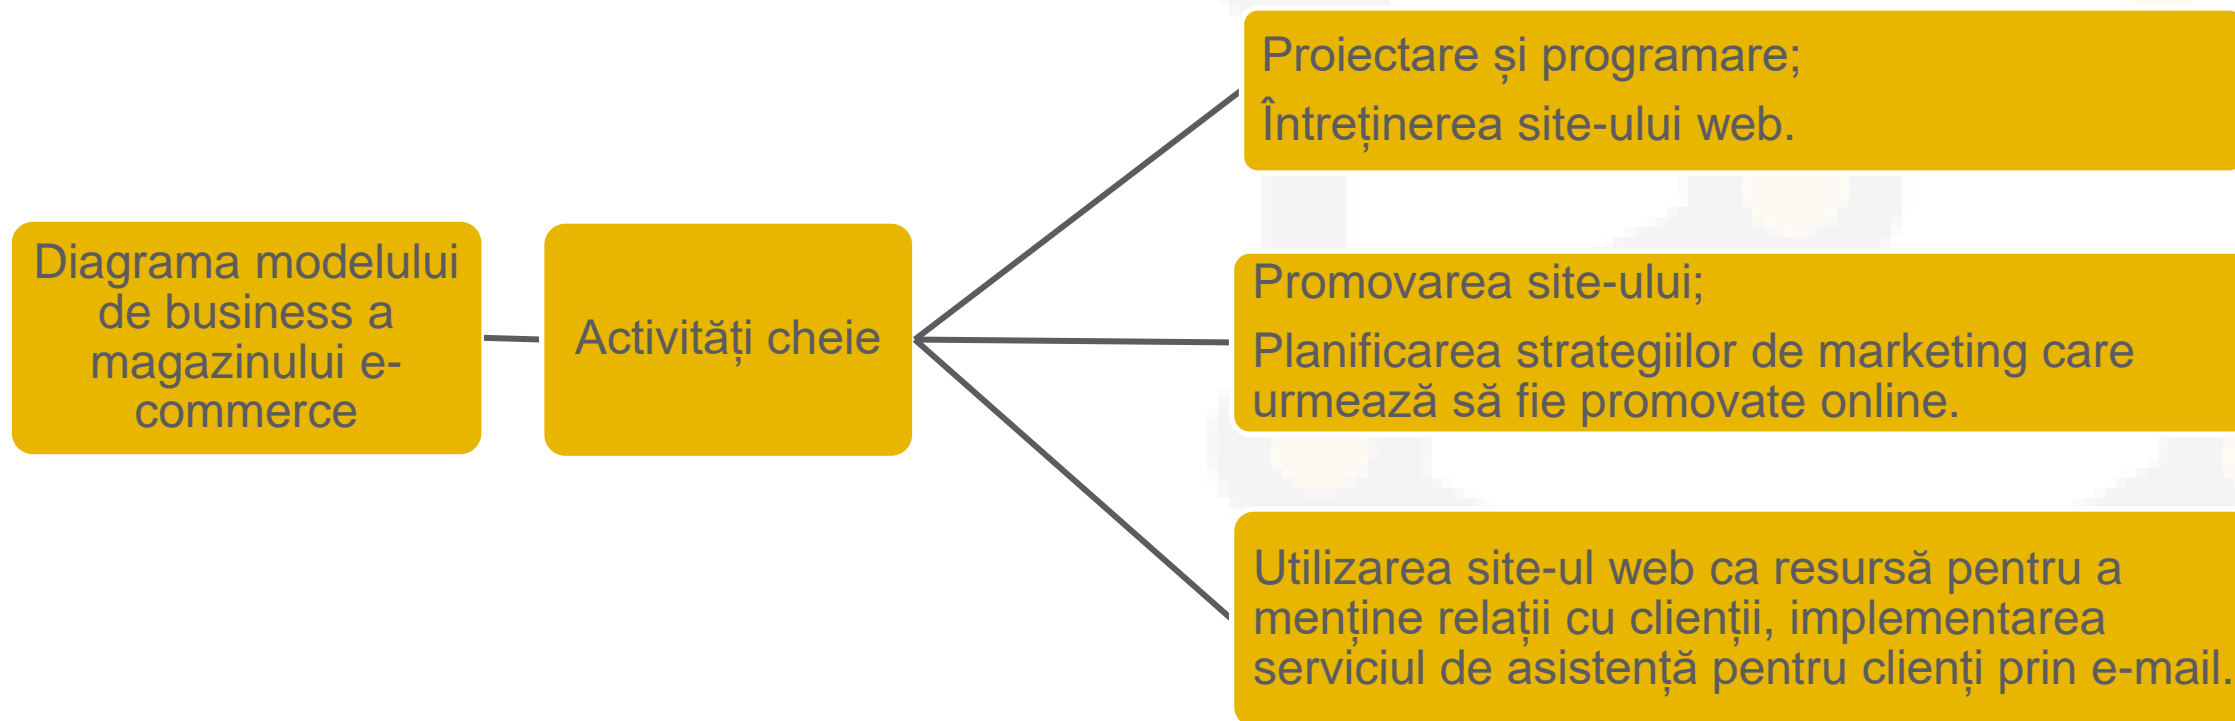 Diagrama modelului
de business a
magazinului e-
commerce
Activități cheie
Proiectare și programare;
Întreținerea site-ului web.
Promovarea site-ului;
Planificarea strategiilor de marketing care
urmează să fie promovate online.
Utilizarea site-ul web ca resursă pentru a
menține relații cu clienții, implementarea
serviciul de asistență pentru clienți prin e-mail.